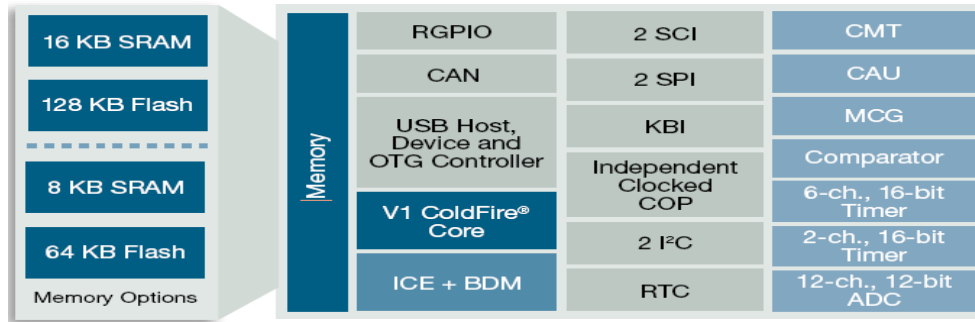 16 KB SRAM
128 KB Flash
8 KB SRAM
64 KB Flash
Memory Options
Memory
RGPIO
CAN
USB Host,
Device and
OTG Controller
V1 ColdFire®
Core
ICE + BDM
2 SCI
2 SPI
KBI
Independent
Clocked
COP
2 I²C
RTC
CMT
CAU
MCG
Comparator
6-ch., 16-bit
Timer
2-ch., 16-bit
Timer
12-ch., 12-bit
ADC